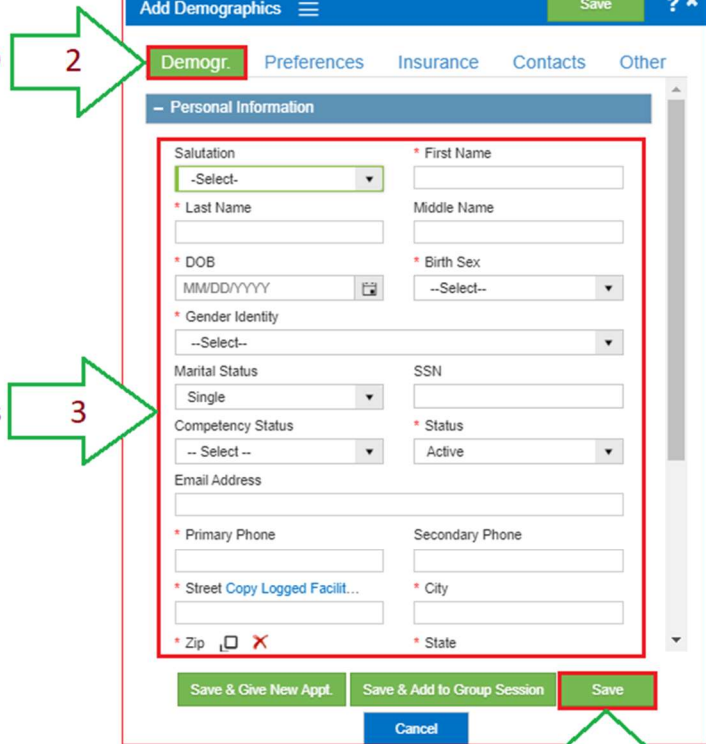 Add Demographics Save ? ×
2
Demogr. Preferences Insurance Contacts Other
– Personal Information
Salutation * First Name
-Select-
* Last Name Middle Name
* DOB * Birth Sex
MM/DD/YYYY --Select--
* Gender Identity
--Select--
Marital Status SSN
3
Single
Competency Status * Status
-- Select -- Active
Email Address
* Primary Phone Secondary Phone
* Street Copy Logged Facilit... * City
* Zip * State
Save & Give New Appt. Save & Add to Group Session Save
Cancel